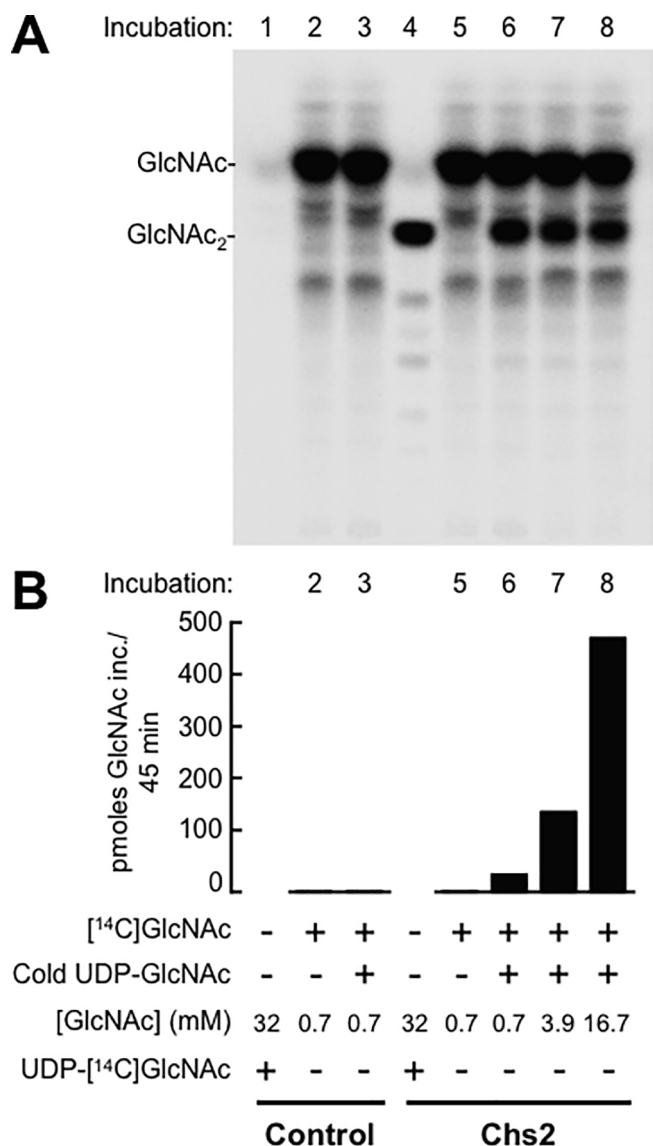 A
Incubation: 1 2 3 4 5 6 7 8
GlcNAc-
GlcNAc₂-
B
Incubation: 2 3 5 6 7 8
pmoles GlcNAc inc./
45 min
500
400
300
200
100
0
[¹⁴C]GlcNAc - + + - + + + +
Cold UDP-GlcNAc - - + - - + + +
[GlcNAc] (mM) 32 0.7 0.7 32 0.7 0.7 3.9 16.7
UDP-[¹⁴C]GlcNAc + - - + - - - -
Control Chs2